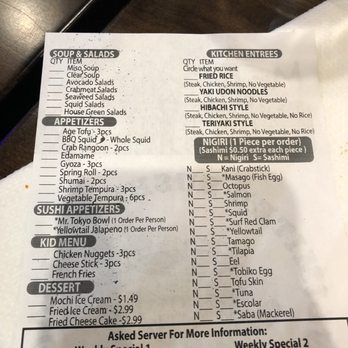 SOUP & SALADS
QTY ITEM
Miso Soup
Clear Soup
Avocado Salads
Crabmeat Salads
Seaweed Salads
Squid Salads
House Green Salads
APPETIZERS
QTY ITEM
Age Tofu - 3pcs
BBQ Squid - Whole Squid
Crab Rangoon - 2pcs
Edamame
Gyoza - 3pcs
Spring Roll - 2pcs
Shumai - 2pcs
Shrimp Tempura - 3pcs
Vegetable Tempura - 6pcs
SUSHI APPETIZERS
*Mr. Tokyo Bowl (1 Order Per Person)
*Yellowtail Jalapeno (1 Order Per Person)
KID MENU
Chicken Nuggets - 3pcs
Cheese Stick - 3pcs
French Fries
DESSERT
Mochi Ice Cream - $1.49
Fried Ice Cream - $2.99
Fried Cheese Cake - $2.99
KITCHEN ENTREES
QTY ITEM
Circle what you want
FRIED RICE
(Steak, Chicken, Shrimp, No Vegetable)
YAKI UDON NOODLES
(Steak, Chicken, Shrimp, No Vegetable)
HIBACHI STYLE
(Steak, Chicken, Shrimp)
TERIYAKI STYLE
(Steak, Chicken, Shrimp, No Vegetable, No Rice)
NIGIRI (1 Piece per order)
(Sashimi $0.50 extra each piece)
N = Nigiri S = Sashimi
N S Kani (Crabstick)
N S *Masago (Fish Egg)
N S Octopus
N S *Salmon
N S Shrimp
N S *Squid
N S *Surf Red Clam
N S *Yellowtail
N S Tamago
N S *Tilapia
N S Eel
N S *Tobiko Egg
N S Tofu Skin
N S *Tuna
N S *Escolar
N S *Saba (Mackerel)
Asked Server For More Information:
Weekly Special 1 Weekly Special 2